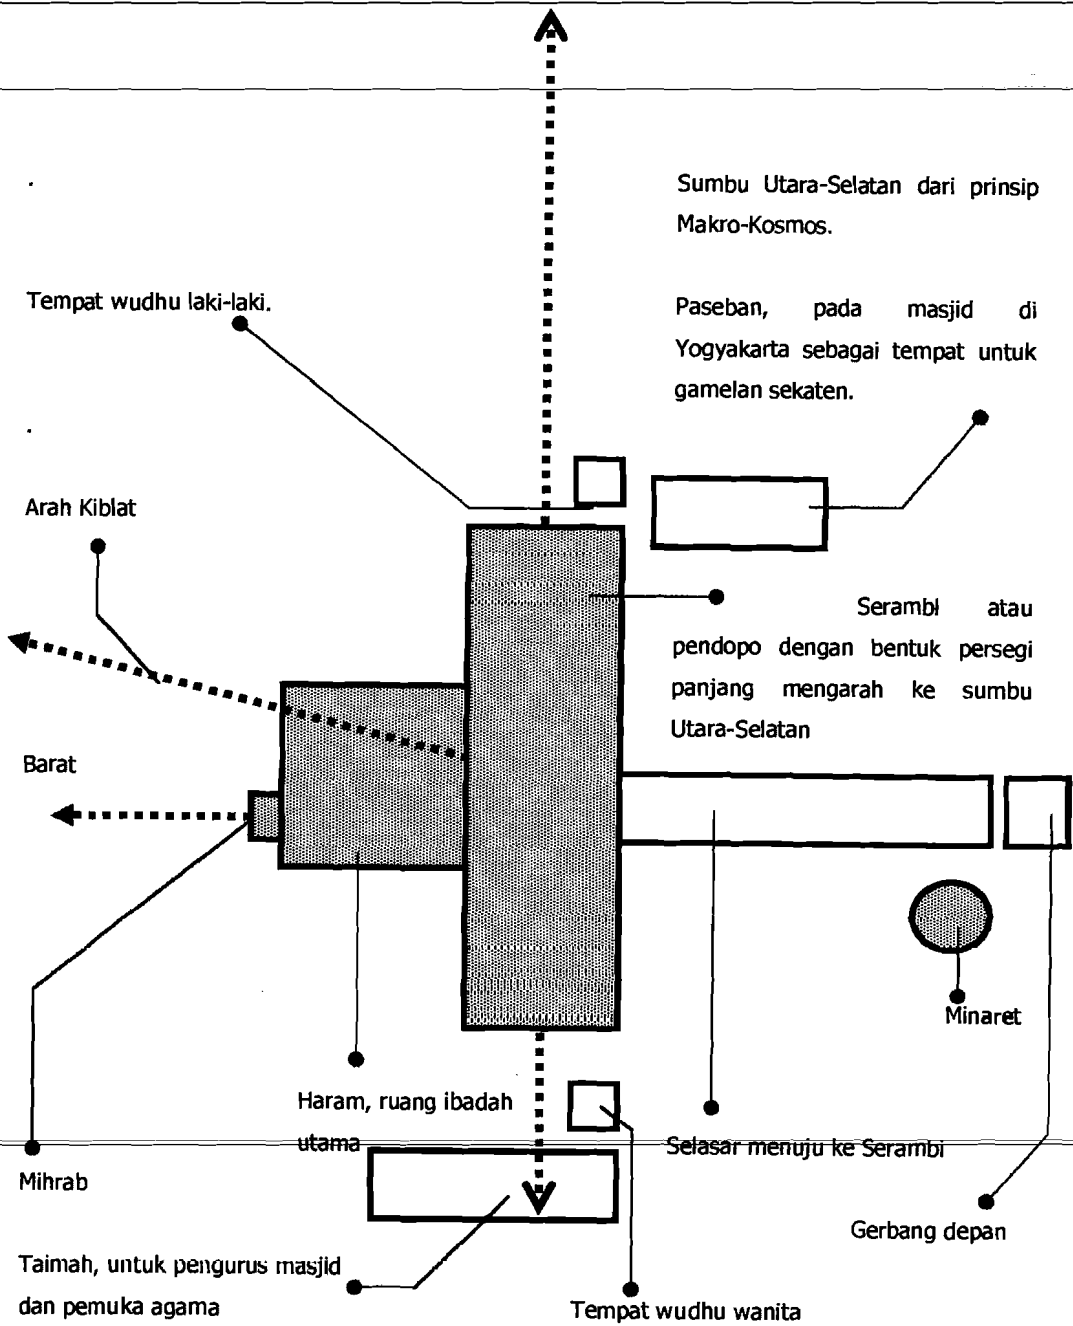 Sumbu Utara-Selatan dari prinsip
Makro-Kosmos.
Tempat wudhu laki-laki.
Paseban, pada masjid di
Yogyakarta sebagai tempat untuk
gamelan sekaten.
Arah Kiblat
Serambi atau
pendopo dengan bentuk persegi
panjang mengarah ke sumbu
Utara-Selatan
Barat
Minaret
Haram, ruang ibadah
utama
Selasar menuju ke Serambi
Mihrab
Gerbang depan
Taimah, untuk pengurus masjid
dan pemuka agama
Tempat wudhu wanita